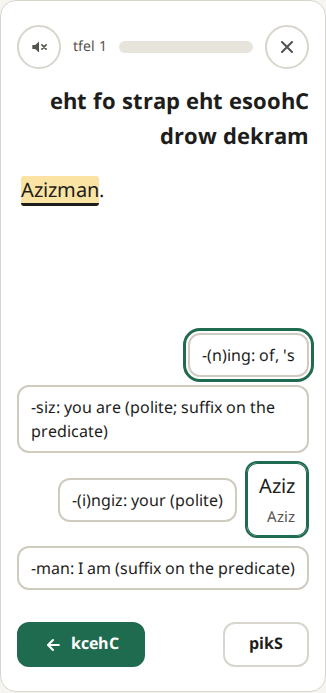 tfel 1
eht fo strap eht esoohC
drow dekram
Azizman.
-(n)ing: of, 's
-siz: you are (polite; suffix on the
predicate)
-(i)ngiz: your (polite)
Aziz
Aziz
-man: I am (suffix on the predicate)
kcehC
pikS